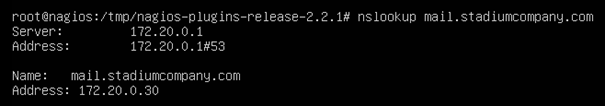 root@nagios:/tmp/nagios-plugins-release-2.2.1# nslookup mail.stadiumcompany.com
Server:         172.20.0.1
Address:        172.20.0.1#53
Name:   mail.stadiumcompany.com
Address: 172.20.0.30